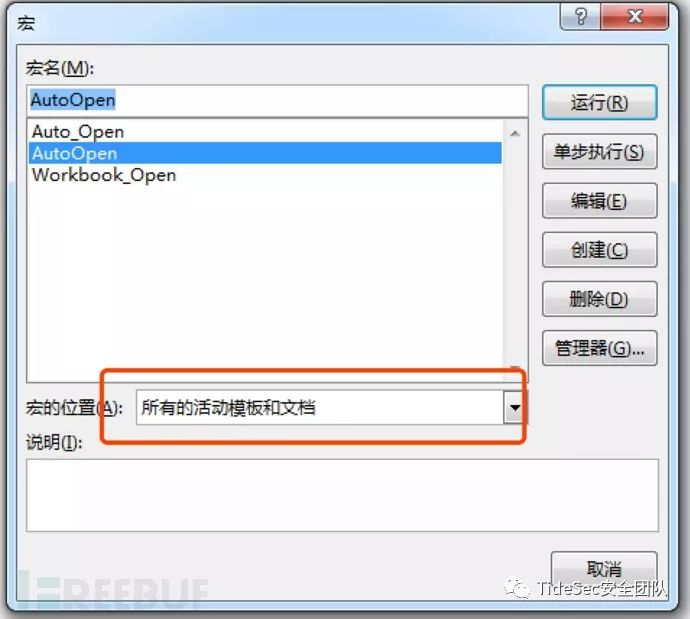 宏
宏名(M):
AutoOpen
运行(R)
Auto_Open
AutoOpen
单步执行(S)
Workbook_Open
编辑(E)
创建(C)
删除(D)
管理器(G)...
宏的位置(A):
所有的活动模板和文档
说明(I):
取消
FREEBUF
TideSec安全团队